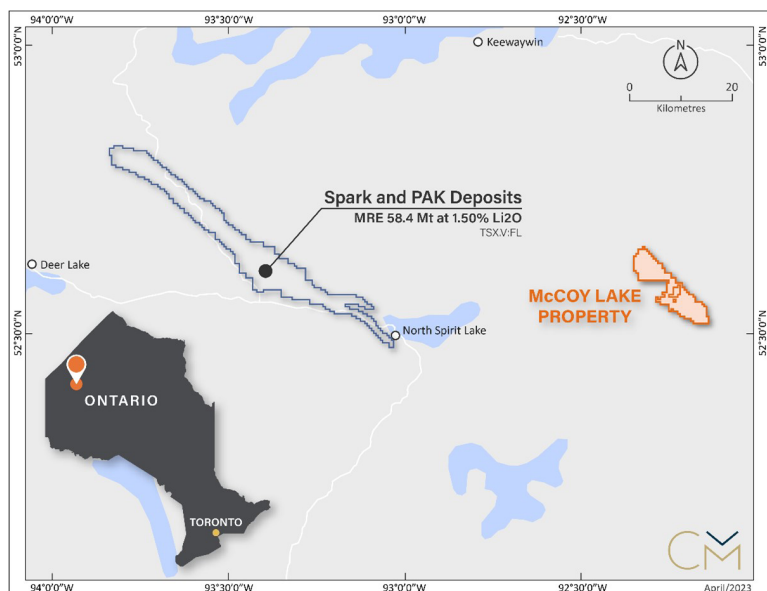 94°0'0"W
93°30'0"W
93°0'0"W
92°30'0"W
53°0'0"N
53°0'0"N
Keewaywin
N
0
20
Kilometres
Spark and PAK Deposits
MRE 58.4 Mt at 1.50% Li2O
TSX.V:FL
Deer Lake
McCOY LAKE
PROPERTY
52°30'0"N
52°30'0"N
North Spirit Lake
ONTARIO
TORONTO
CM
94°0'0"W
93°30'0"W
93°0'0"W
92°30'0"W
April/2023